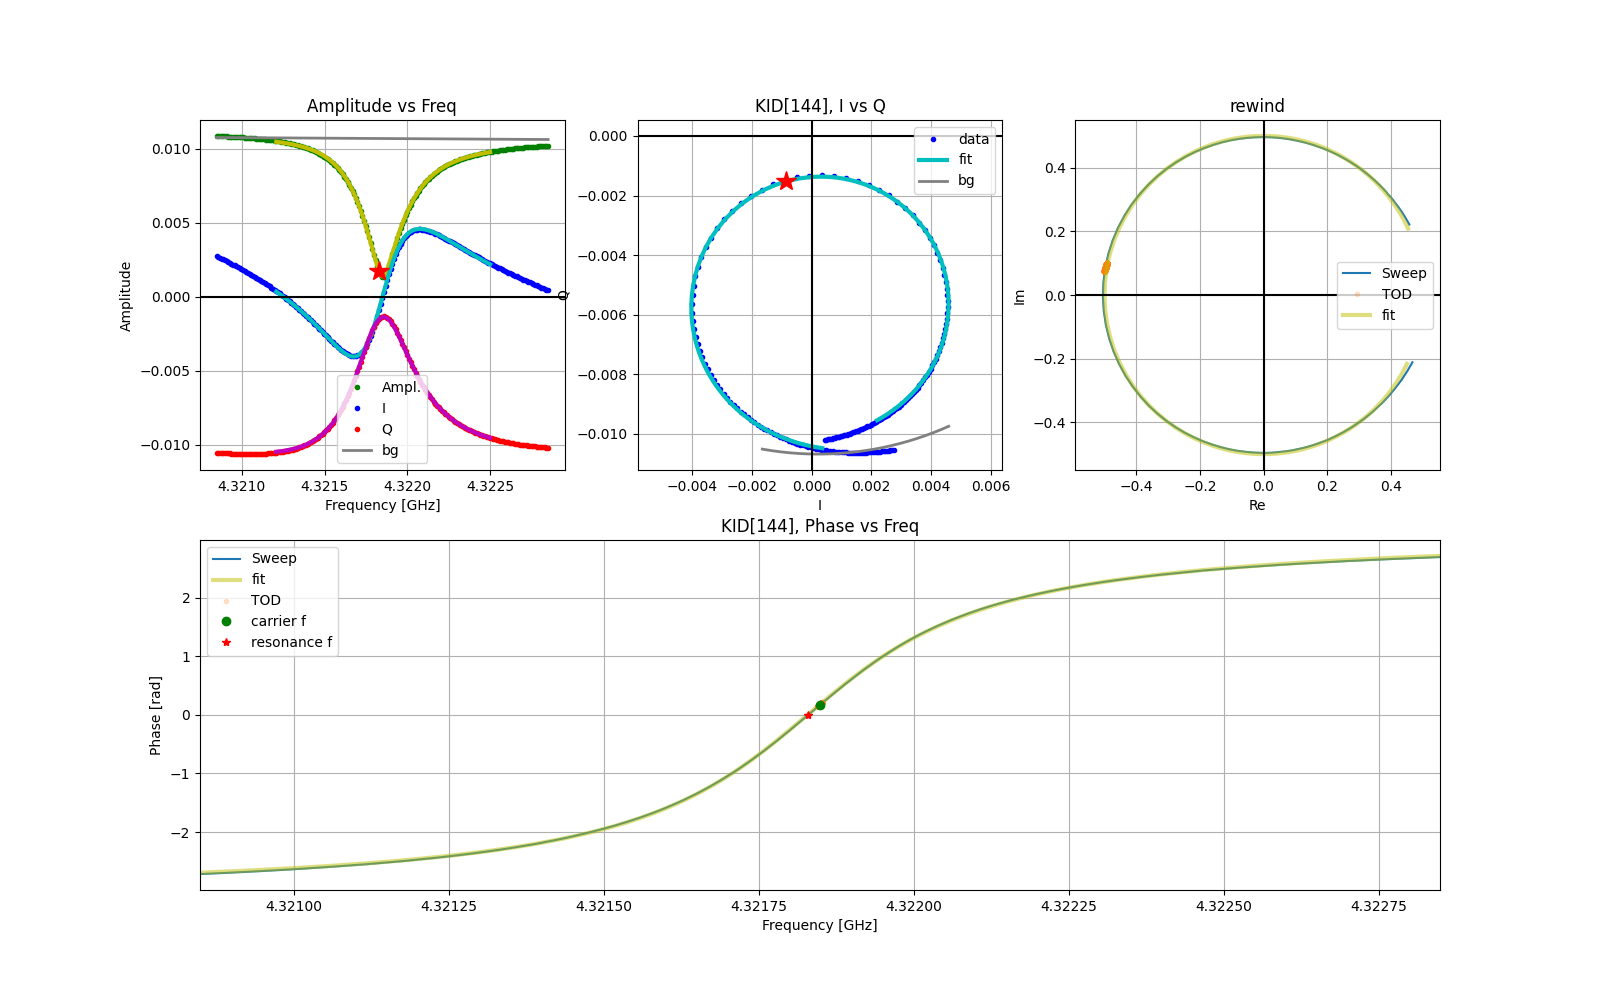 Amplitude vs Freq
KID[144], I vs Q
rewind
0.010
0.005
0.000
−0.005
−0.010
Amplitude
Ampl.
I
Q
bg
4.3210
4.3215
4.3220
4.3225
Frequency [GHz]
0.000
−0.002
−0.004
−0.006
−0.008
−0.010
Q
data
fit
bg
−0.004
−0.002
0.000
0.002
0.004
0.006
I
0.4
0.2
0.0
−0.2
−0.4
Im
Sweep
TOD
fit
−0.4
−0.2
0.0
0.2
0.4
Re
KID[144], Phase vs Freq
Sweep
fit
TOD
carrier f
resonance f
2
1
0
−1
−2
Phase [rad]
4.32100
4.32125
4.32150
4.32175
4.32200
4.32225
4.32250
4.32275
Frequency [GHz]